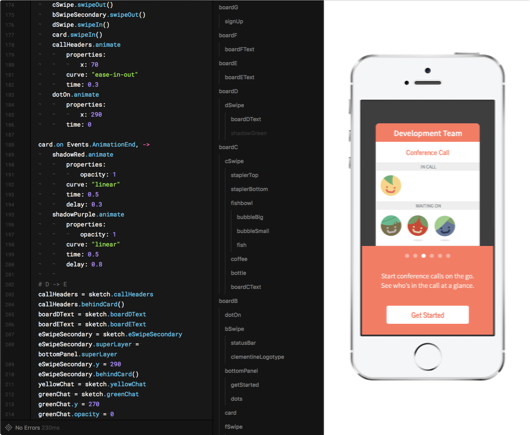 174 cSwipe.swipeOut()
175 bSwipeSecondary.swipeOut()
176 dSwipe.swipeIn()
177 card.swipeIn()
178 callHeaders.animate
properties:
x: 70
curve: "ease-in-out"
time: 0.3
dotOn.animate
properties:
x: 290
time: 0
card.on Events.AnimationEnd, ->
shadowRed.animate
properties:
opacity: 1
curve: "linear"
time: 0.5
delay: 0.3
shadowPurple.animate
properties:
opacity: 1
curve: "linear"
time: 0.5
delay: 0.8
# D -> E
callHeaders = sketch.callHeaders
callHeaders.behindCard()
boardDText = sketch.boardDText
boardEText = sketch.boardEText
eSwipeSecondary = sketch.eSwipeSecondary
eSwipeSecondary.superLayer =
bottomPanel.superLayer
eSwipeSecondary.y = 290
eSwipeSecondary.behindCard()
yellowChat = sketch.yellowChat
greenChat = sketch.greenChat
greenChat.y = 270
greenChat.opacity = 0
No Errors 230ms
boardG
signUp
boardF
boardFText
boardE
boardEText
boardD
dSwipe
boardDText
shadowGreen
boardC
cSwipe
staplerTop
staplerBottom
fishbowl
bubbleBig
bubbleSmall
fish
coffee
bottle
boardCText
boardB
dotOn
bSwipe
statusBar
clementineLogotype
bottomPanel
getStarted
dots
card
fSwipe
Development Team
Conference Call
IN CALL
WAITING ON
Start conference calls on the go.
See who's in the call at a glance.
Get Started